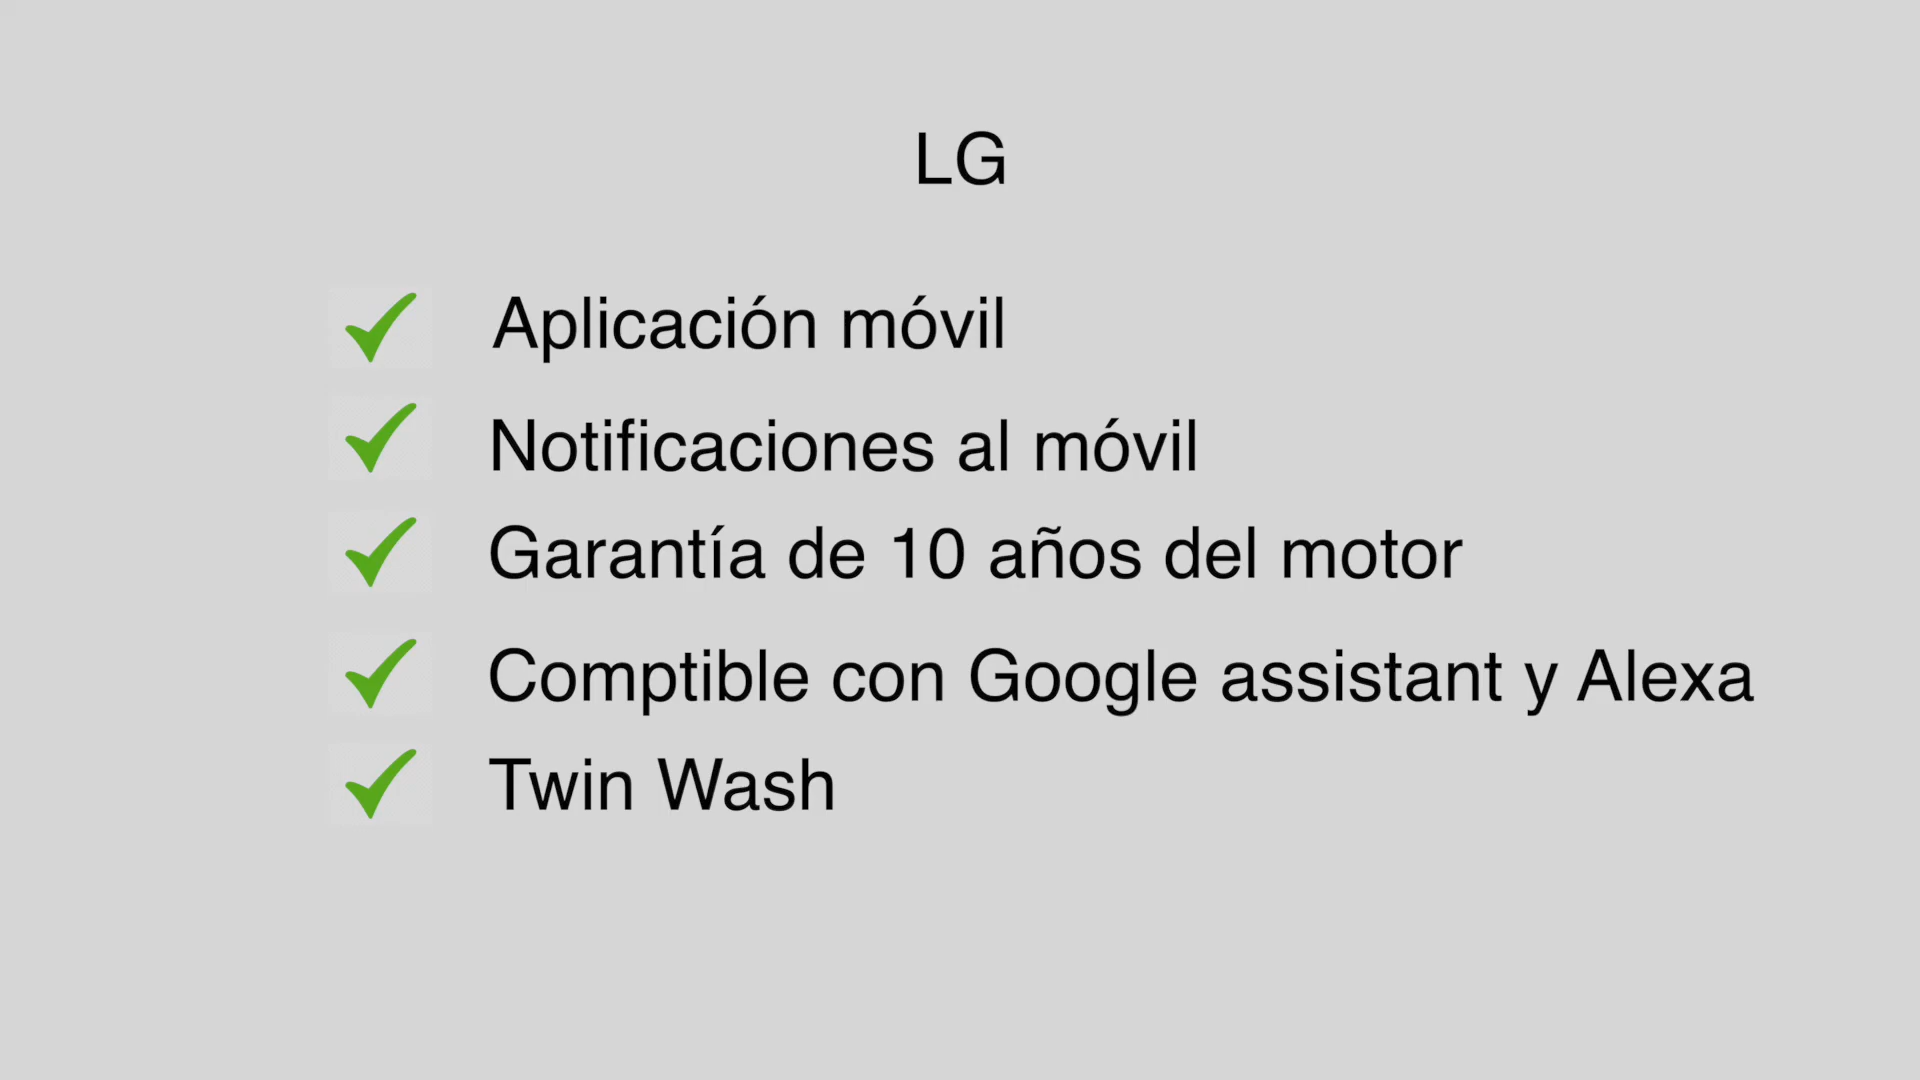 LG
Aplicación móvil
Notificaciones al móvil
Garantía de 10 años del motor
Comptible con Google assistant y Alexa
Twin Wash